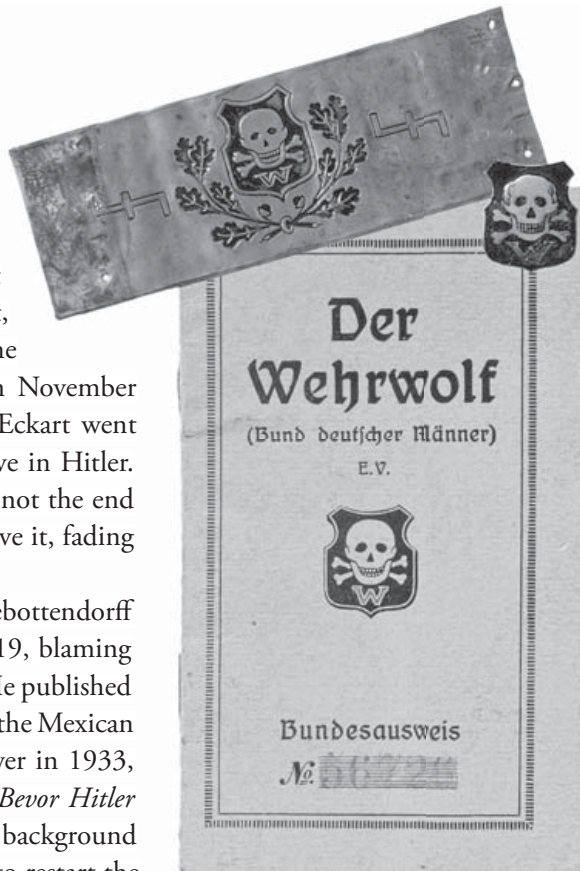 W
W
November
Eckart went
in Hitler.
not the end
it, fading
ebottendorff
19, blaming
He published
the Mexican
in 1933,
Bevor Hitler
background
to restart the
Der
Wehrwolf
(Bund deutſcher Männer)
E.V.
W
Bundesausweis
No.